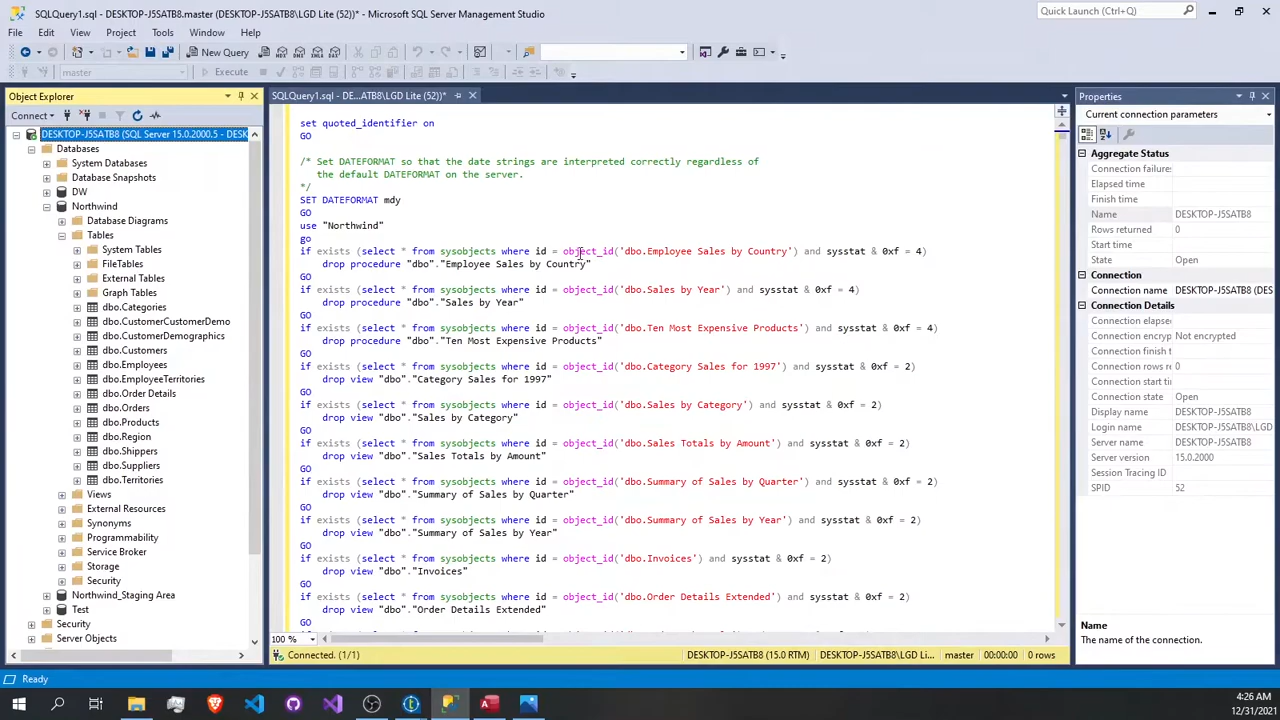 SQLQuery1.sql - DESKTOP-J5SATB8.master (DESKTOP-J5SATB8\LGD Lite (52))* - Microsoft SQL Server Management Studio
Quick Launch (Ctrl+Q)
File Edit View Project Tools Window Help
New Query
master
Execute
Object Explorer
Connect
DESKTOP-J5SATB8 (SQL Server 15.0.2000.5 - DESK
Databases
System Databases
Database Snapshots
DW
Northwind
Database Diagrams
Tables
System Tables
FileTables
External Tables
Graph Tables
dbo.Categories
dbo.CustomerCustomerDemo
dbo.CustomerDemographics
dbo.Customers
dbo.Employees
dbo.EmployeeTerritories
dbo.Order Details
dbo.Orders
dbo.Products
dbo.Region
dbo.Shippers
dbo.Suppliers
dbo.Territories
Views
External Resources
Synonyms
Programmability
Service Broker
Storage
Security
Northwind_Staging Area
Test
Security
Server Objects
SQLQuery1.sql - DE...ATB8\LGD Lite (52))*
set quoted_identifier on
GO
/* Set DATEFORMAT so that the date strings are interpreted correctly regardless of
the default DATEFORMAT on the server.
*/
SET DATEFORMAT mdy
GO
use "Northwind"
go
if exists (select * from sysobjects where id = object_id('dbo.Employee Sales by Country') and sysstat & 0xf = 4)
drop procedure "dbo"."Employee Sales by Country"
GO
if exists (select * from sysobjects where id = object_id('dbo.Sales by Year') and sysstat & 0xf = 4)
drop procedure "dbo"."Sales by Year"
GO
if exists (select * from sysobjects where id = object_id('dbo.Ten Most Expensive Products') and sysstat & 0xf = 4)
drop procedure "dbo"."Ten Most Expensive Products"
GO
if exists (select * from sysobjects where id = object_id('dbo.Category Sales for 1997') and sysstat & 0xf = 2)
drop view "dbo"."Category Sales for 1997"
GO
if exists (select * from sysobjects where id = object_id('dbo.Sales by Category') and sysstat & 0xf = 2)
drop view "dbo"."Sales by Category"
GO
if exists (select * from sysobjects where id = object_id('dbo.Sales Totals by Amount') and sysstat & 0xf = 2)
drop view "dbo"."Sales Totals by Amount"
GO
if exists (select * from sysobjects where id = object_id('dbo.Summary of Sales by Quarter') and sysstat & 0xf = 2)
drop view "dbo"."Summary of Sales by Quarter"
GO
if exists (select * from sysobjects where id = object_id('dbo.Summary of Sales by Year') and sysstat & 0xf = 2)
drop view "dbo"."Summary of Sales by Year"
GO
if exists (select * from sysobjects where id = object_id('dbo.Invoices') and sysstat & 0xf = 2)
drop view "dbo"."Invoices"
GO
if exists (select * from sysobjects where id = object_id('dbo.Order Details Extended') and sysstat & 0xf = 2)
drop view "dbo"."Order Details Extended"
GO
100 %
Connected. (1/1)
DESKTOP-J5SATB8 (15.0 RTM) DESKTOP-J5SATB8\LGD Li... master 00:00:00 0 rows
Properties
Current connection parameters
Aggregate Status
Connection failures
Elapsed time
Finish time
Name DESKTOP-J5SATB8
Rows returned 0
Start time
State Open
Connection
Connection name DESKTOP-J5SATB8 (DES
Connection Details
Connection elapse
Connection encryp Not encrypted
Connection finish t
Connection rows r 0
Connection start ti
Connection state Open
Display name DESKTOP-J5SATB8
Login name DESKTOP-J5SATB8\LGD
Server name DESKTOP-J5SATB8
Server version 15.0.2000
Session Tracing ID
SPID 52
Name
The name of the connection.
Ready
4:26 AM
12/31/2021